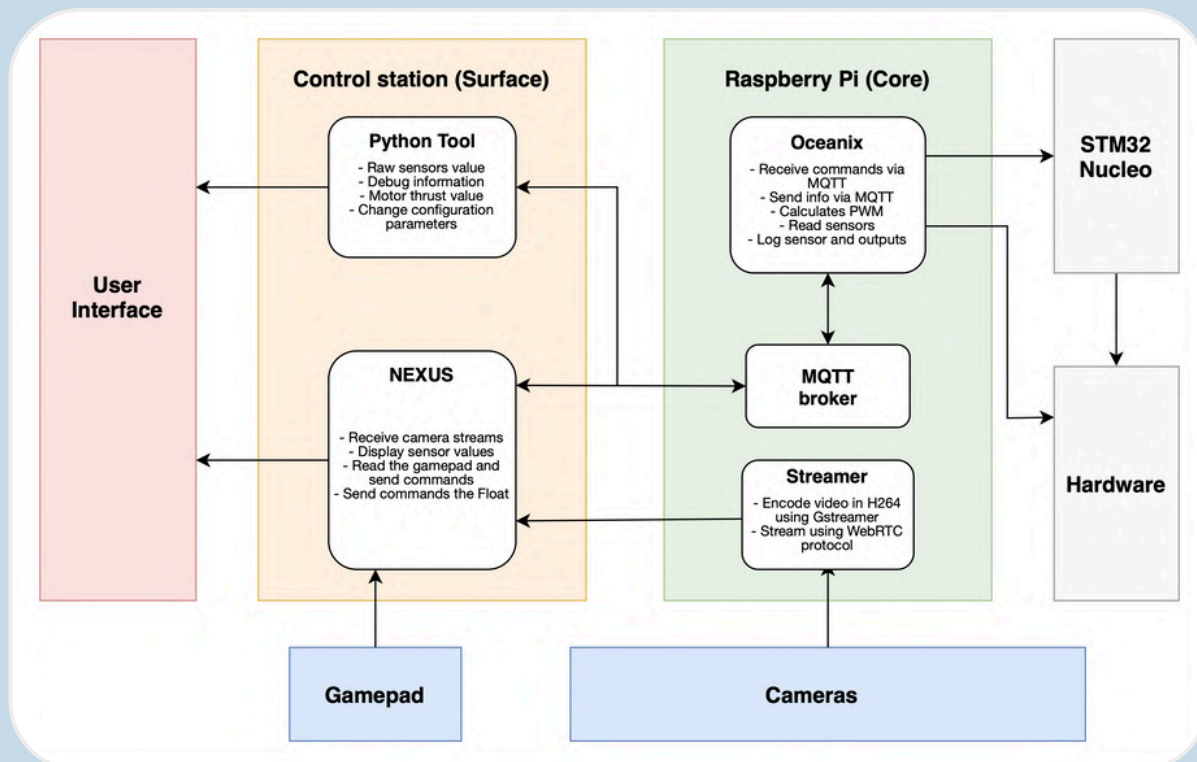 Control station (Surface)
Raspberry Pi (Core)
Python Tool
- Raw sensors value
- Debug information
- Motor thrust value
- Change configuration
parameters
Oceanix
- Receive commands via
MQTT
- Send info via MQTT
- Calculates PWM
- Read sensors
- Log sensor and outputs
STM32
Nucleo
User
Interface
NEXUS
- Receive camera streams
- Display sensor values
- Read the gamepad and
send commands
- Send commands the Float
MQTT
broker
Streamer
- Encode video in H264
using Gstreamer
- Stream using WebRTC
protocol
Hardware
Gamepad
Cameras